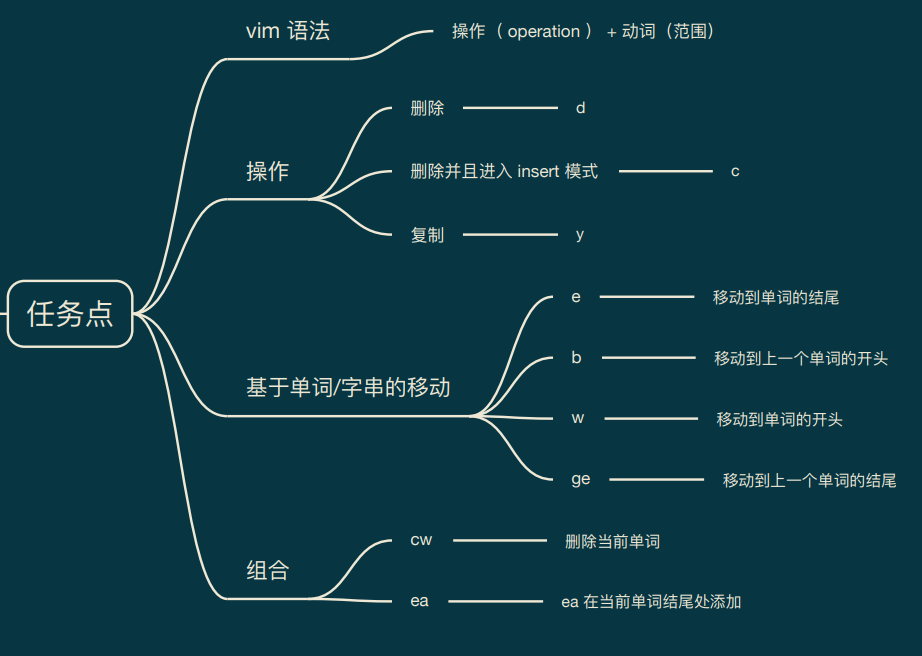 任务点
vim 语法
操作（ operation ） + 动词（范围）
操作
删除
d
删除并且进入 insert 模式
c
复制
y
基于单词/字串的移动
e
移动到单词的结尾
b
移动到上一个单词的开头
w
移动到单词的开头
ge
移动到上一个单词的结尾
组合
cw
删除当前单词
ea
ea 在当前单词结尾处添加